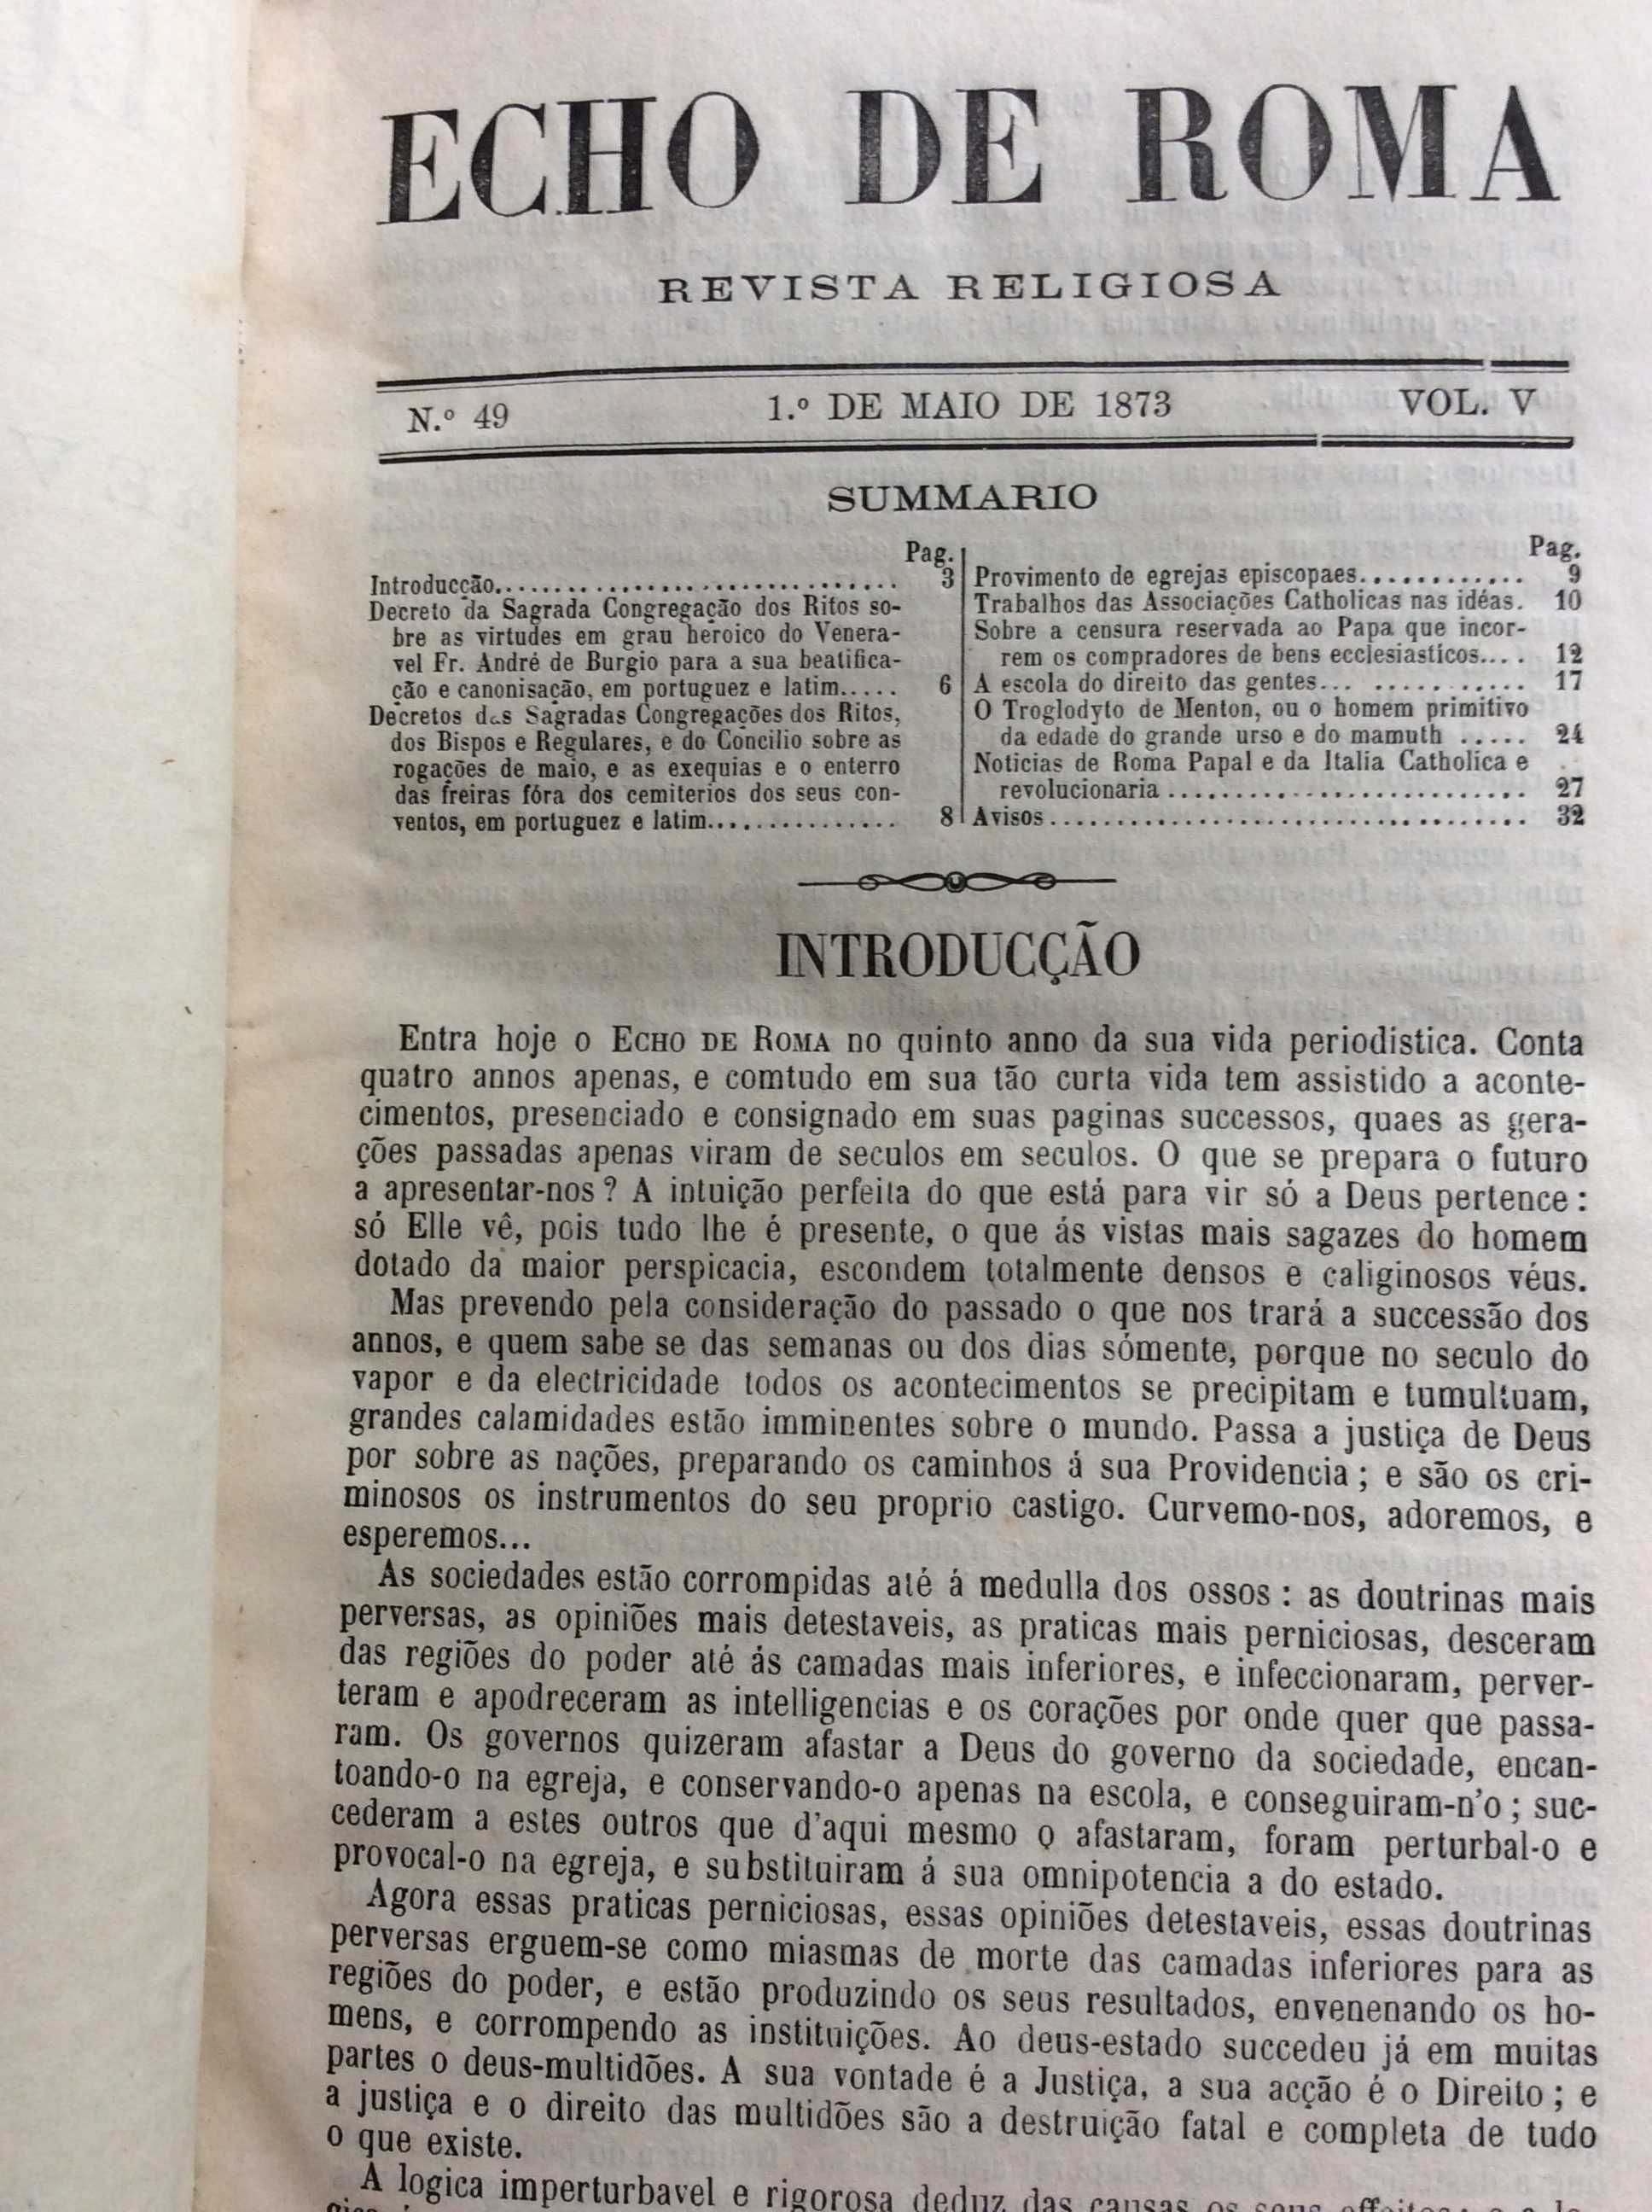 ECHO DE ROMA
REVISTA RELIGIOSA
N.º 49
1.º DE MAIO DE 1873
VOL. V
SUMMARIO
Pag.
Introducção.................................. 3
Decreto da Sagrada Congregação dos Ritos so-
bre as virtudes em grau heroico do Venera-
vel Fr. André de Burgio para a sua beatifica-
ção e canonisação, em portuguez e latim..... 6
Decretos das Sagradas Congregações dos Ritos,
dos Bispos e Regulares, e do Concilio sobre as
rogações de maio, e as exequias e o enterro
das freiras fóra dos cemiterios dos seus con-
ventos, em portuguez e latim................ 8
Pag.
Provimento de egrejas episcopaes............. 9
Trabalhos das Associações Catholicas nas idéas. 10
Sobre a censura reservada ao Papa que incor-
rem os compradores de bens ecclesiasticos.... 12
A escola do direito das gentes... ............ 17
O Troglodyto de Menton, ou o homem primitivo
da edade do grande urso e do mamuth ..... 24
Noticias de Roma Papal e da Italia Catholica e
revolucionaria ........................... 27
Avisos..................................... 32
INTRODUCÇÃO
Entra hoje o ECHO DE ROMA no quinto anno da sua vida periodistica. Conta
quatro annos apenas, e comtudo em sua tão curta vida tem assistido a aconte-
cimentos, presenciado e consignado em suas paginas successos, quaes as gera-
ções passadas apenas viram de seculos em seculos. O que se prepara o futuro
a apresentar-nos? A intuição perfeita do que está para vir só a Deus pertence:
só Elle vê, pois tudo lhe é presente, o que ás vistas mais sagazes do homem
dotado da maior perspicacia, escondem totalmente densos e caliginosos véus.
Mas prevendo pela consideração do passado o que nos trará a successão dos
annos, e quem sabe se das semanas ou dos dias sómente, porque no seculo do
vapor e da electricidade todos os acontecimentos se precipitam e tumultuam,
grandes calamidades estão imminentes sobre o mundo. Passa a justiça de Deus
por sobre as nações, preparando os caminhos á sua Providencia; e são os cri-
minosos os instrumentos do seu proprio castigo. Curvemo-nos, adoremos, e
esperemos...
As sociedades estão corrompidas até á medulla dos ossos: as doutrinas mais
perversas, as opiniões mais detestaveis, as praticas mais perniciosas, desceram
das regiões do poder até ás camadas mais inferiores, e infeccionaram, perver-
teram e apodreceram as intelligencias e os corações por onde quer que passa-
ram. Os governos quizeram afastar a Deus do governo da sociedade, encan-
toando-o na egreja, e conservando-o apenas na escola, e conseguiram-n'o; suc-
cederam a estes outros que d'aqui mesmo o afastaram, foram perturbal-o e
provocal-o na egreja, e substituiram á sua omnipotencia a do estado.
Agora essas praticas perniciosas, essas opiniões detestaveis, essas doutrinas
perversas erguem-se como miasmas de morte das camadas inferiores para as
regiões do poder, e estão produzindo os seus resultados, envenenando os ho-
mens, e corrompendo as instituições. Ao deus-estado succedeu já em muitas
partes o deus-multidões. A sua vontade é a Justiça, a sua acção é o Direito; e
a justiça e o direito das multidões são a destruição fatal e completa de tudo
o que existe.
A logica imperturbavel e rigorosa deduz das causas os seus effeitos;